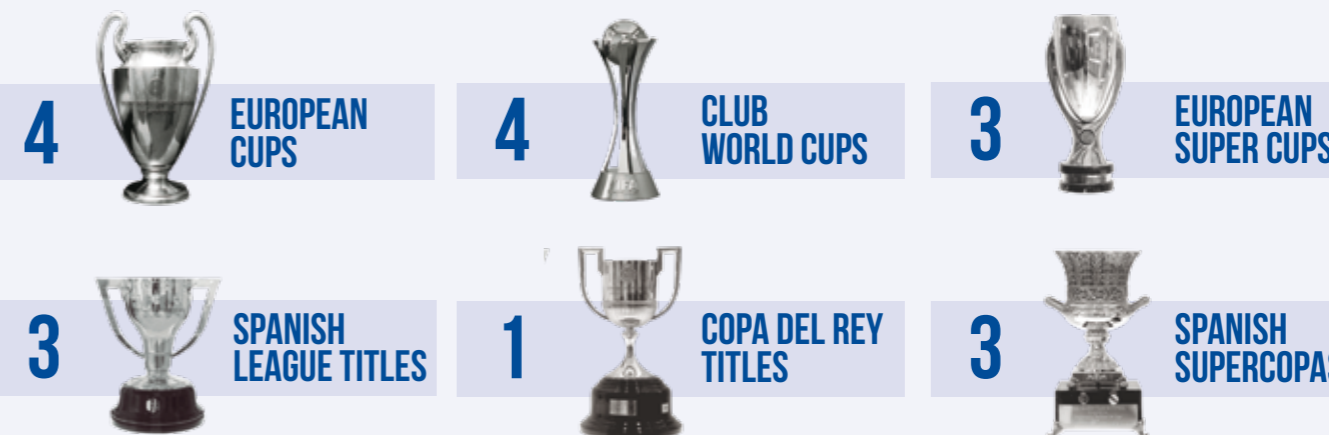 4
EUROPEAN
CUPS
4
CLUB
WORLD CUPS
3
EUROPEAN
SUPER CUPS
3
SPANISH
LEAGUE TITLES
1
COPA DEL REY
TITLES
3
SPANISH
SUPERCOPAS